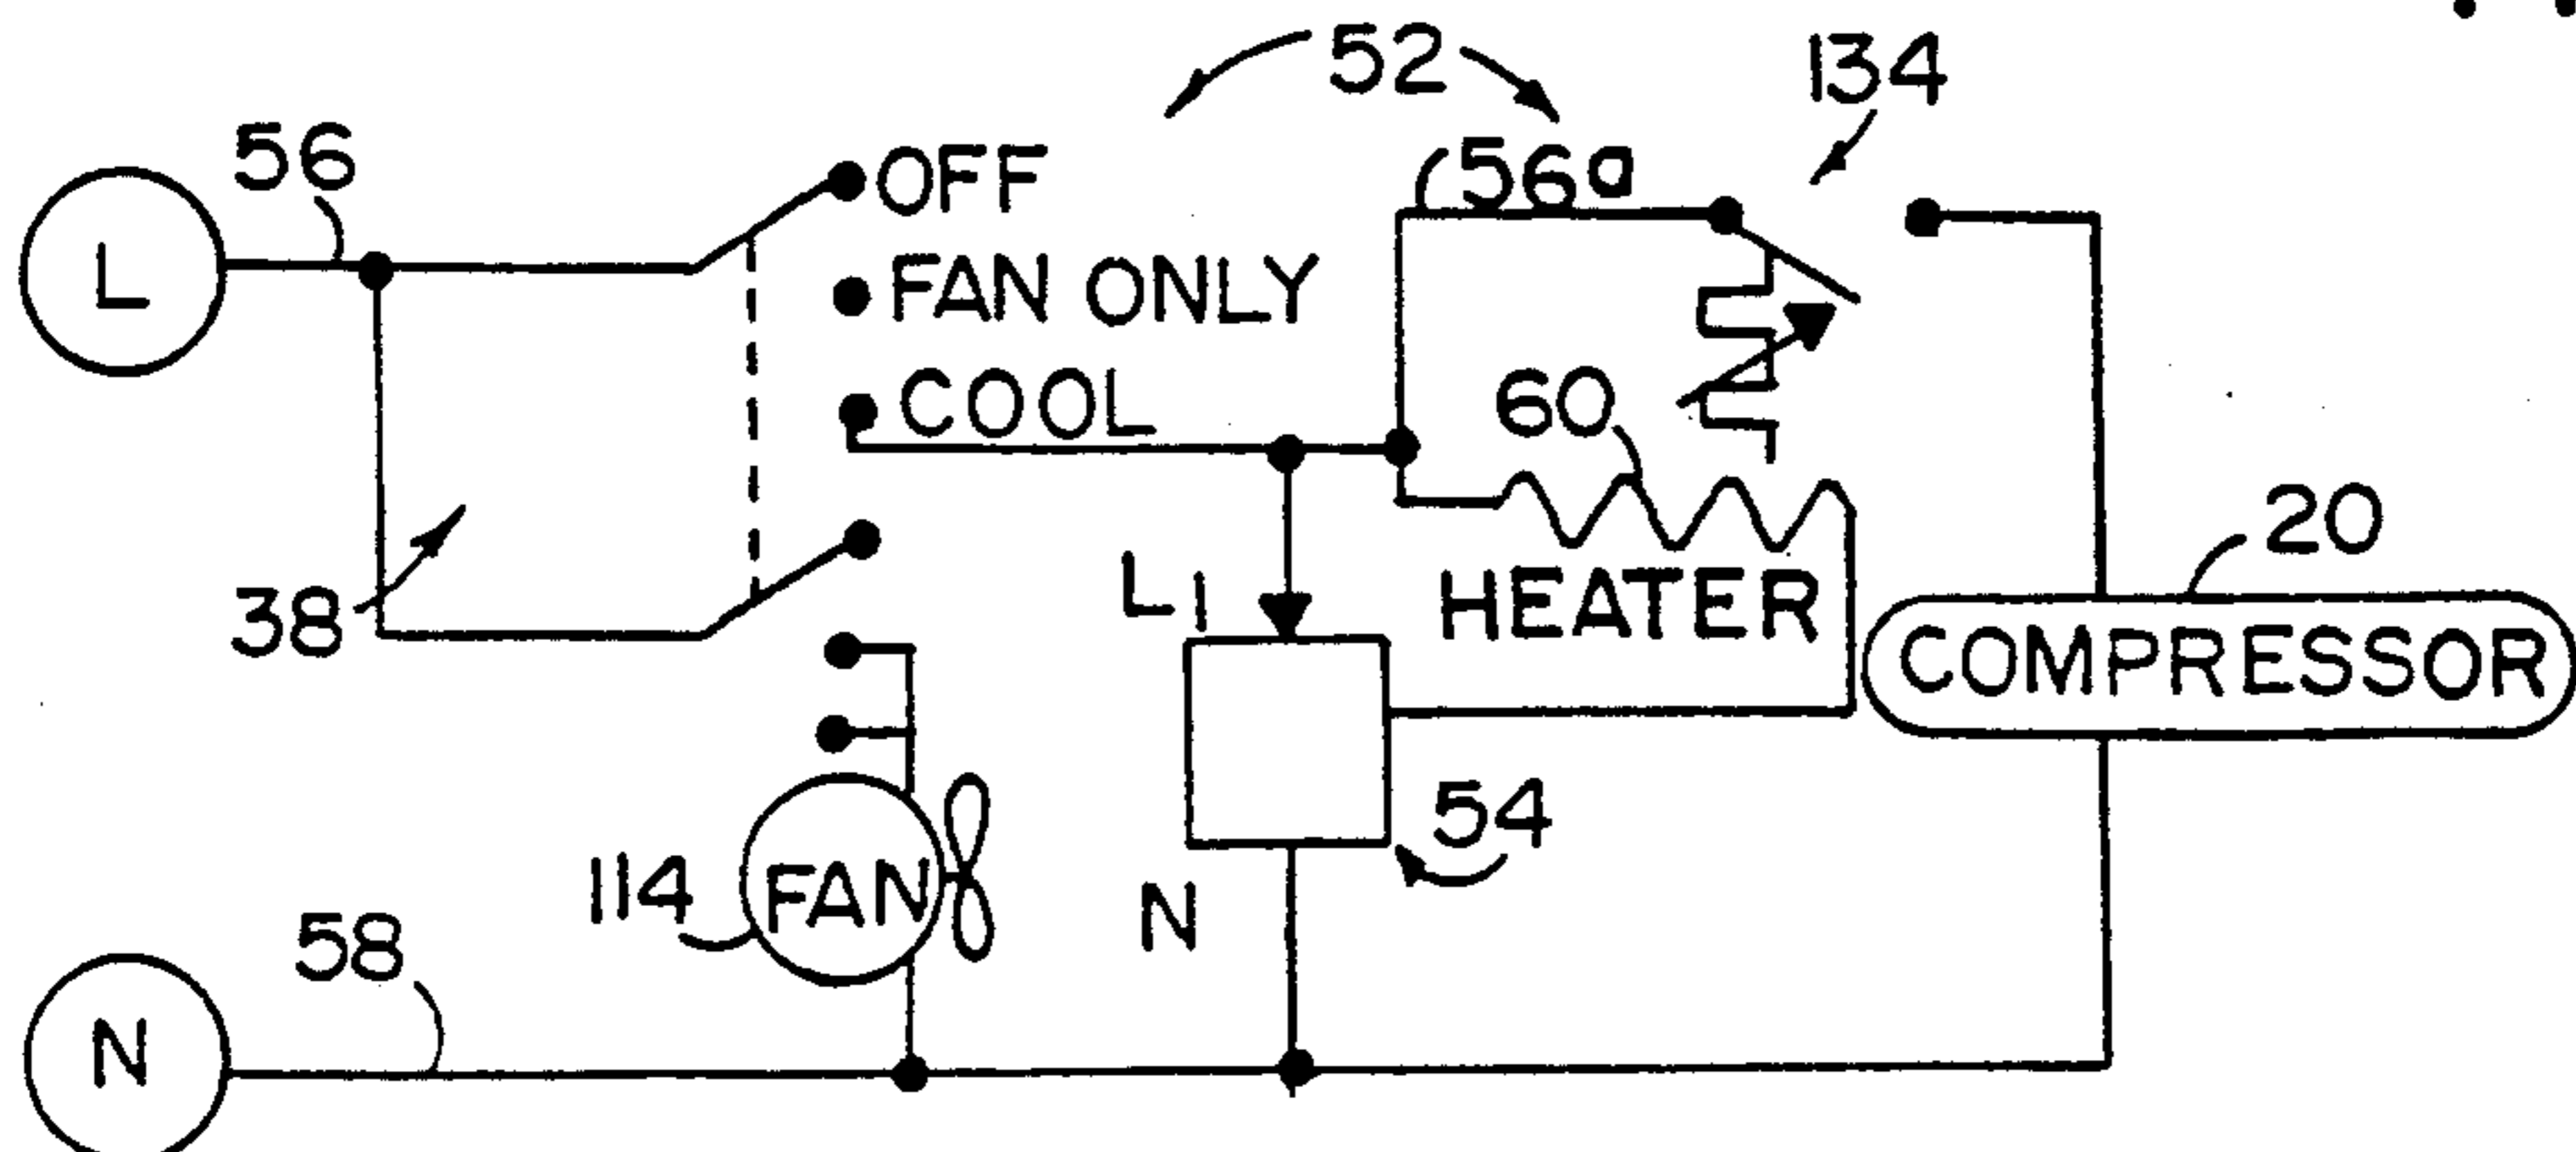 52
134
56
OFF
56a
L
FAN ONLY
COOL
60
20
L1
HEATER
38
COMPRESSOR
54
114
FAN
N
58
N